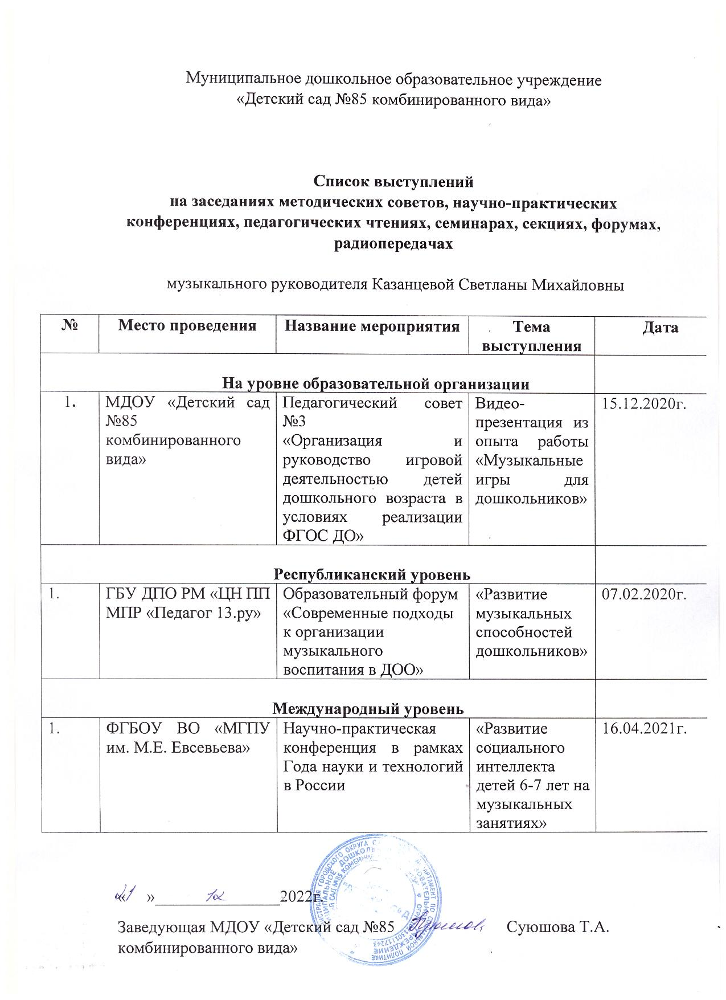 Муниципальное дошкольное образовательное учреждение
«Детский сад №85 комбинированного вида»
Список выступлений
на заседаниях методических советов, научно-практических
конференциях, педагогических чтениях, семинарах, секциях, форумах,
радиопередачах
музыкального руководителя Казанцевой Светланы Михайловны
№ Место проведения Название мероприятия Тема Дата
выступления
На уровне образовательной организации
1. МДОУ «Детский сад Педагогический совет Видео- 15.12.2020г.
№85 №3 презентация из
комбинированного «Организация и опыта работы
вида» руководство игровой «Музыкальные
деятельностью детей игры для
дошкольного возраста в дошкольников»
условиях реализации
ФГОС ДО»
Республиканский уровень
1. ГБУ ДПО РМ «ЦН ПП Образовательный форум «Развитие 07.02.2020г.
МПР «Педагог 13.ру» «Современные подходы музыкальных
к организации способностей
музыкального дошкольников»
воспитания в ДОО»
Международный уровень
1. ФГБОУ ВО «МГПУ Научно-практическая «Развитие 16.04.2021г.
им. М.Е. Евсевьева» конференция в рамках социального
Года науки и технологий интеллекта
в России детей 6-7 лет на
музыкальных
занятиях»
«21» 12 2022г.
Заведующая МДОУ «Детский сад №85 Суюшова Т.А.
комбинированного вида»